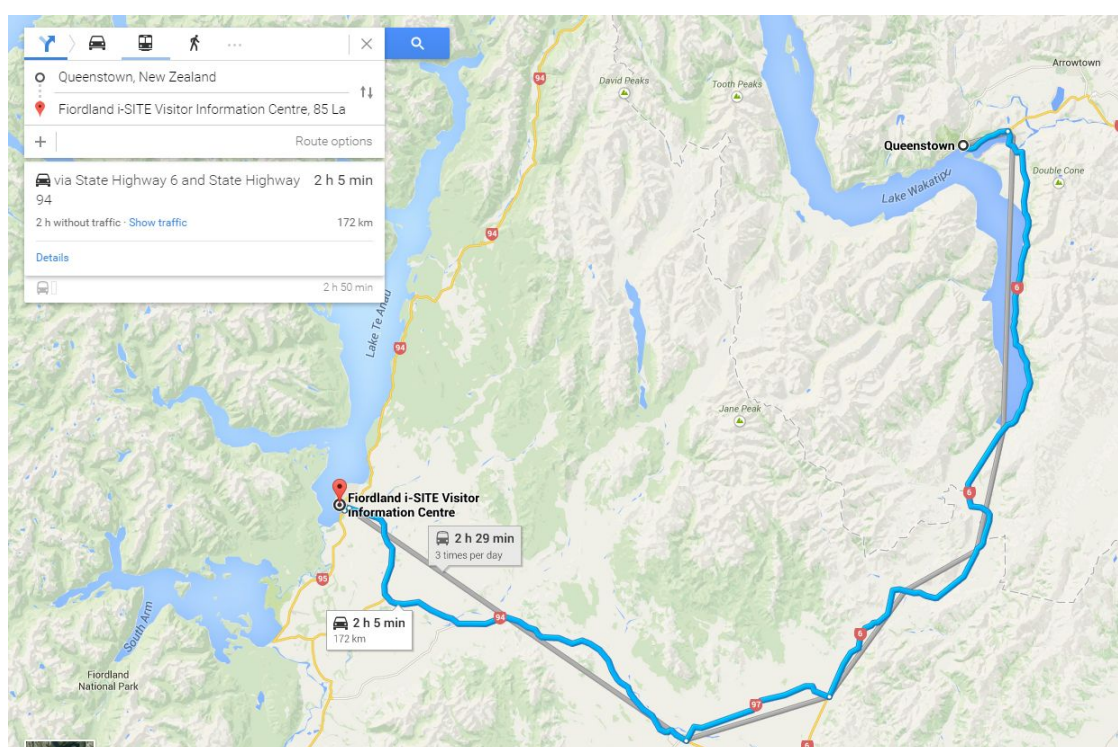 Queenstown, New Zealand
Fiordland i-SITE Visitor Information Centre, 85 La
Route options
via State Highway 6 and State Highway 94
2 h 5 min
2 h without traffic · Show traffic
172 km
Details
2 h 50 min
94
David Peaks
Tooth Peaks
Arrowtown
Queenstown
Double Cone
Lake Wakatipu
94
6
Lake Te Anau
94
Jane Peak
6
Fiordland i-SITE Visitor
Information Centre
2 h 29 min
3 times per day
95
2 h 5 min
172 km
94
6
South Arm
Fiordland
National Park
97
6